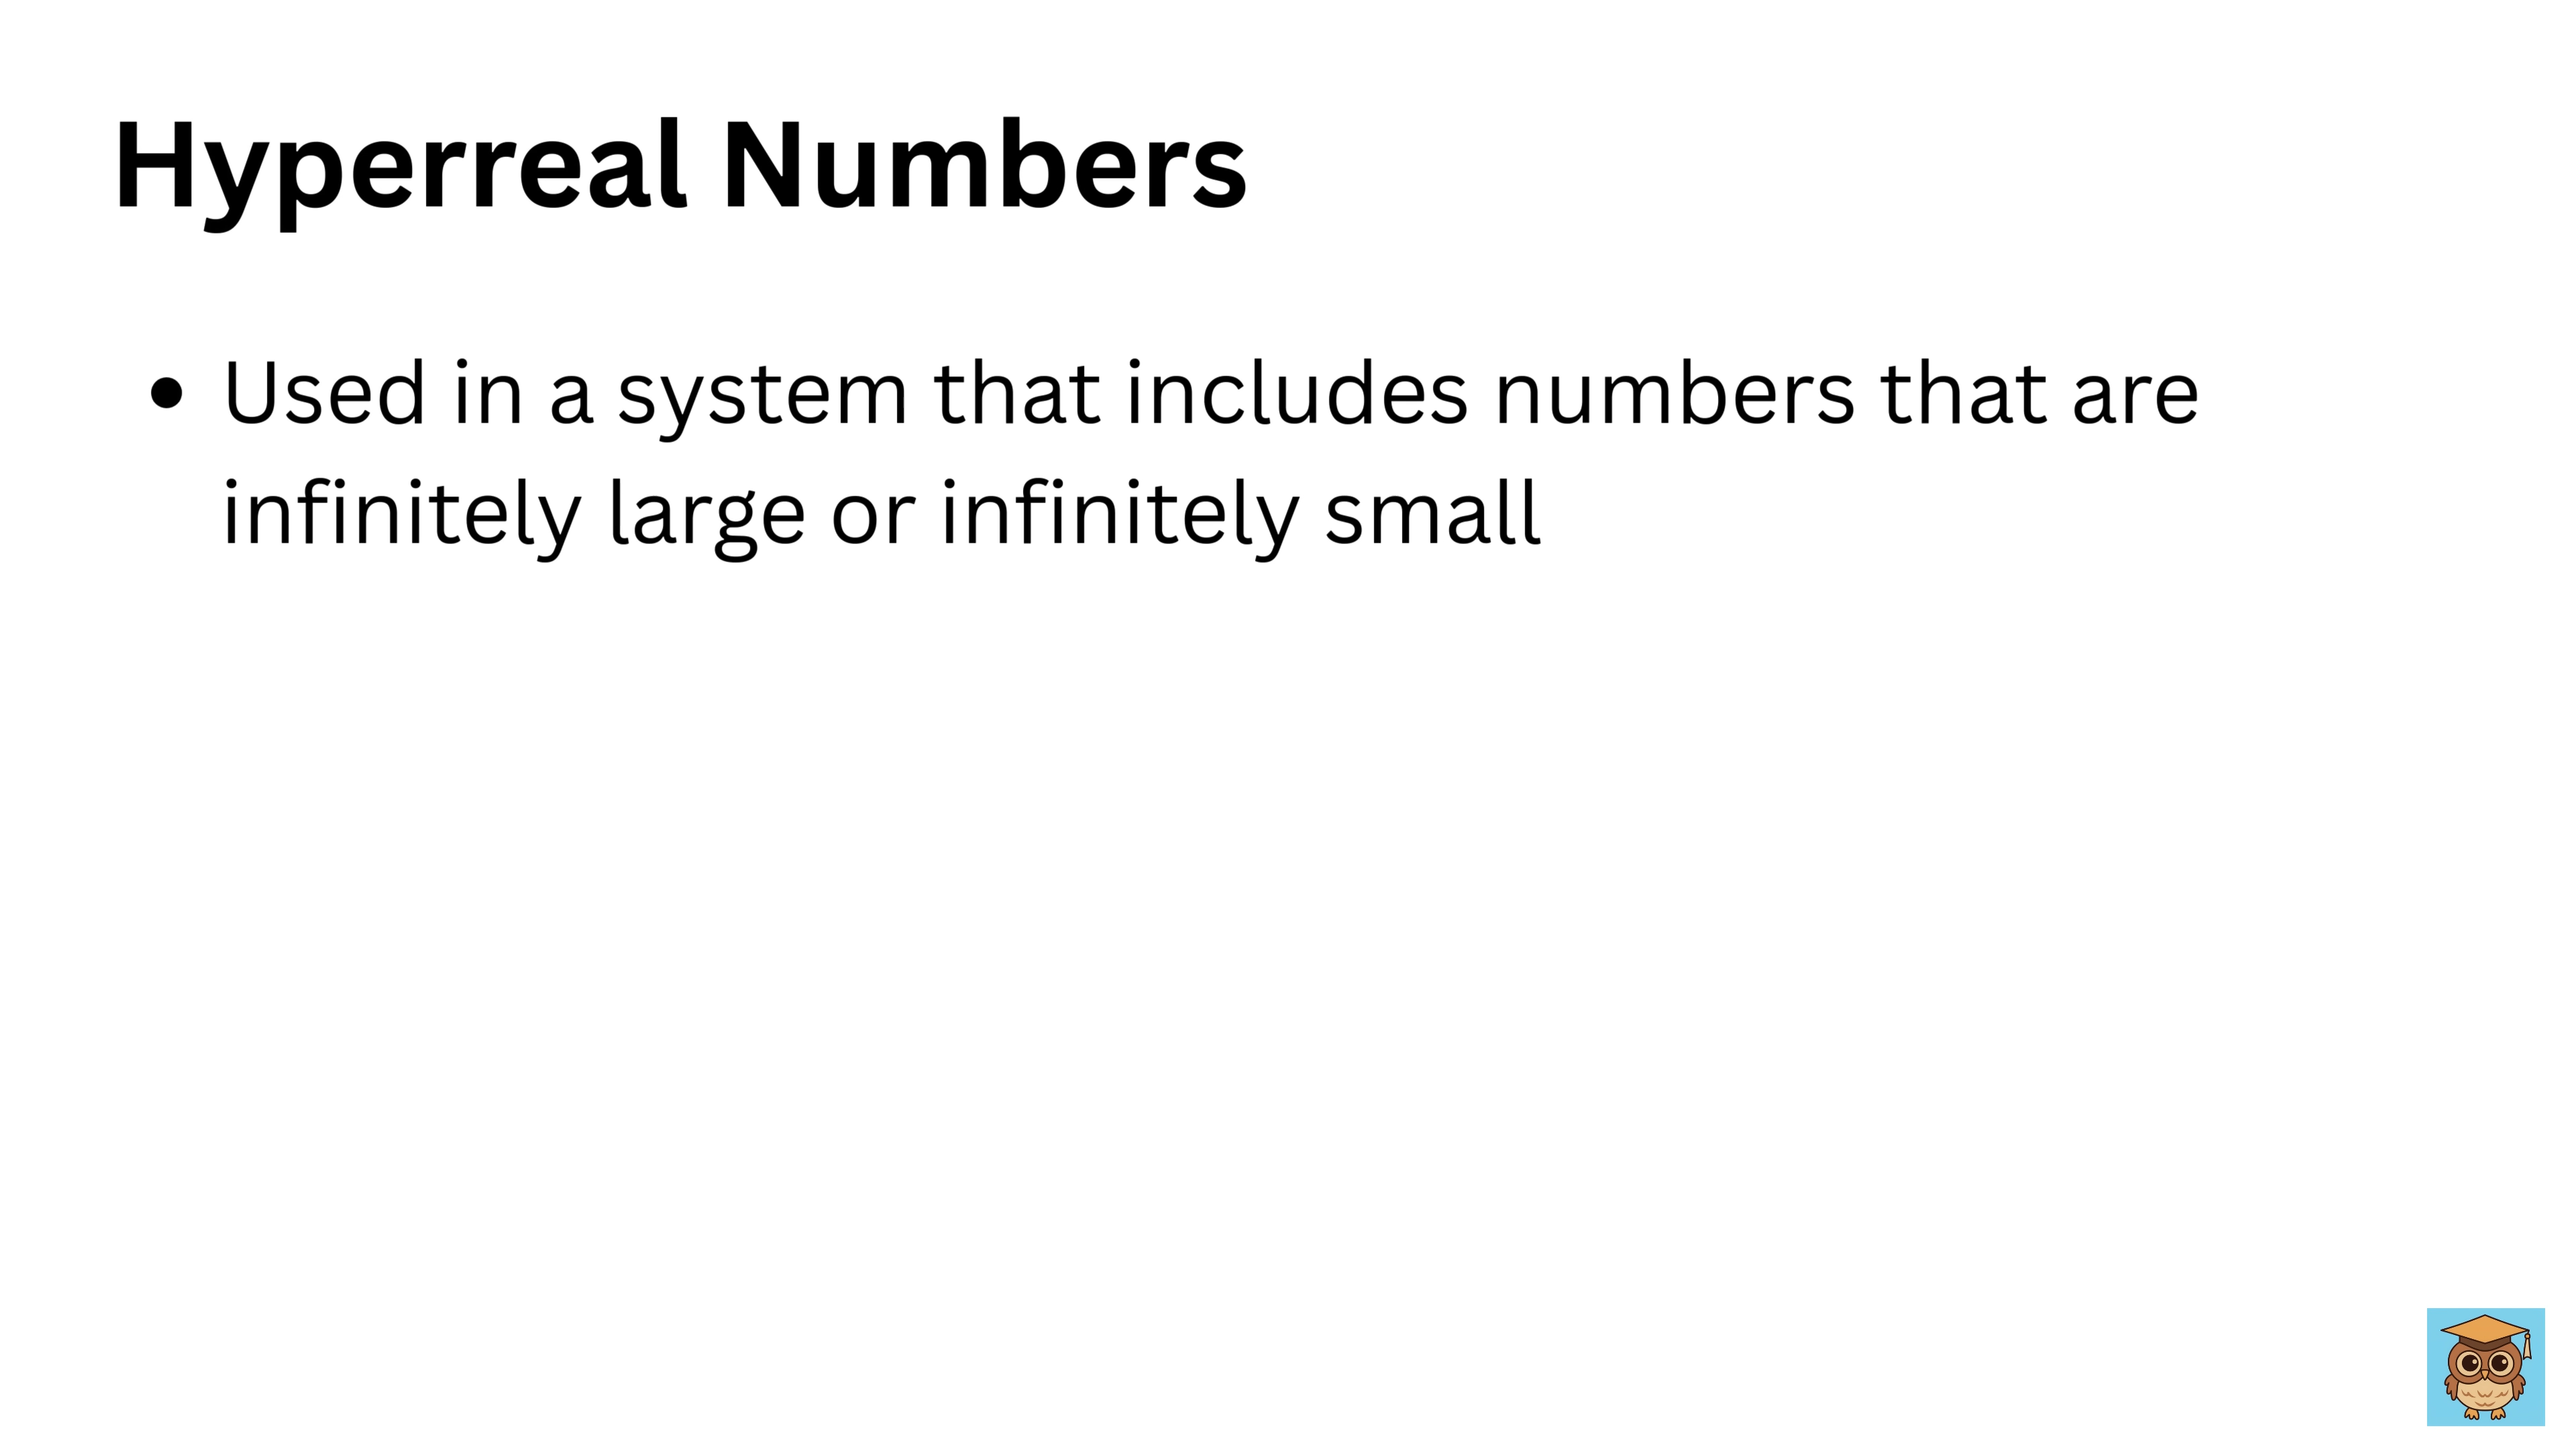 Hyperreal Numbers
• Used in a system that includes numbers that are
infinitely large or infinitely small